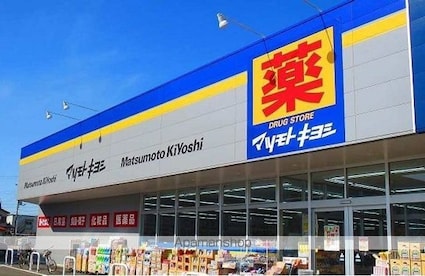 薬
DRUG STORE
マツモトキヨシ
Matsumoto KiYoshi
マツモトキヨシ
Matsumoto KiYoshi
化粧品
医薬品
Apamanshop